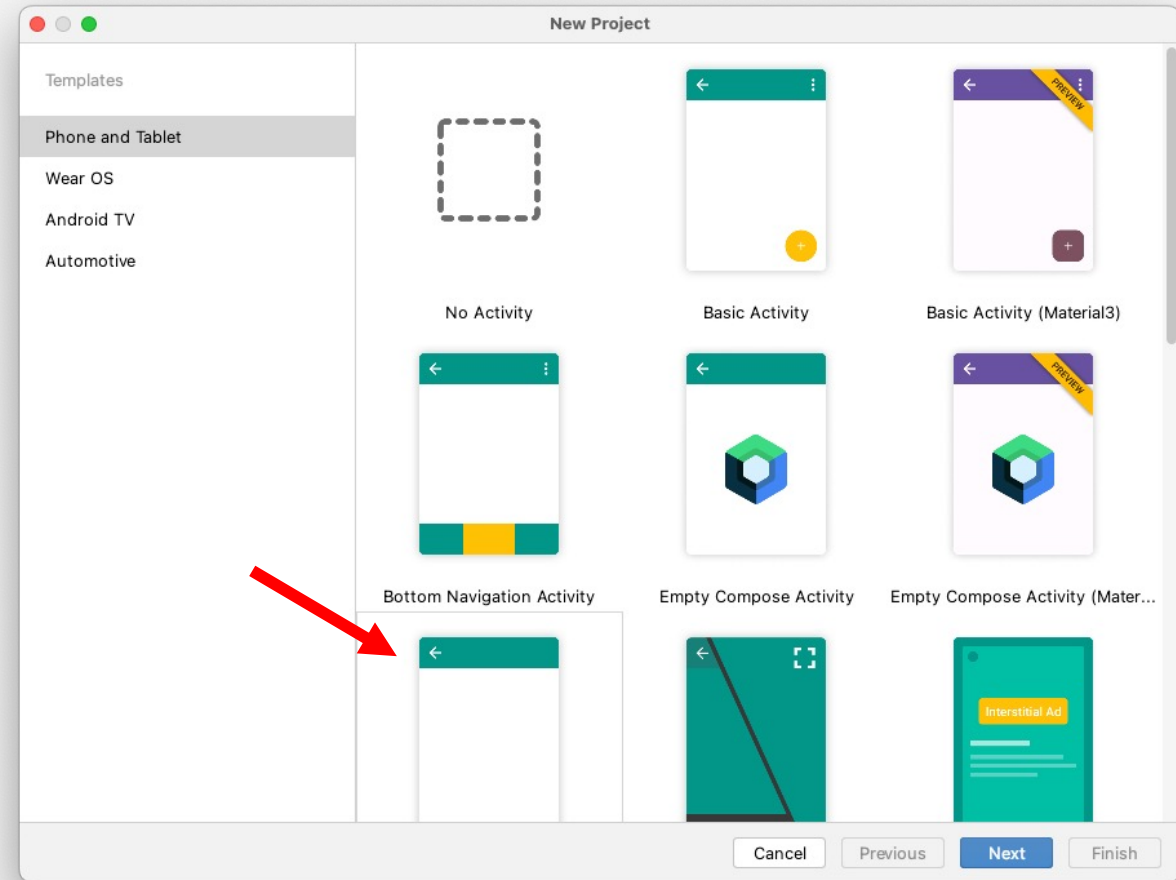 New Project
Templates
Phone and Tablet
Wear OS
Android TV
Automotive
PREVIEW
No Activity
Basic Activity
Basic Activity (Material3)
PREVIEW
Bottom Navigation Activity
Empty Compose Activity
Empty Compose Activity (Mater...
Interstitial Ad
Cancel
Previous
Next
Finish